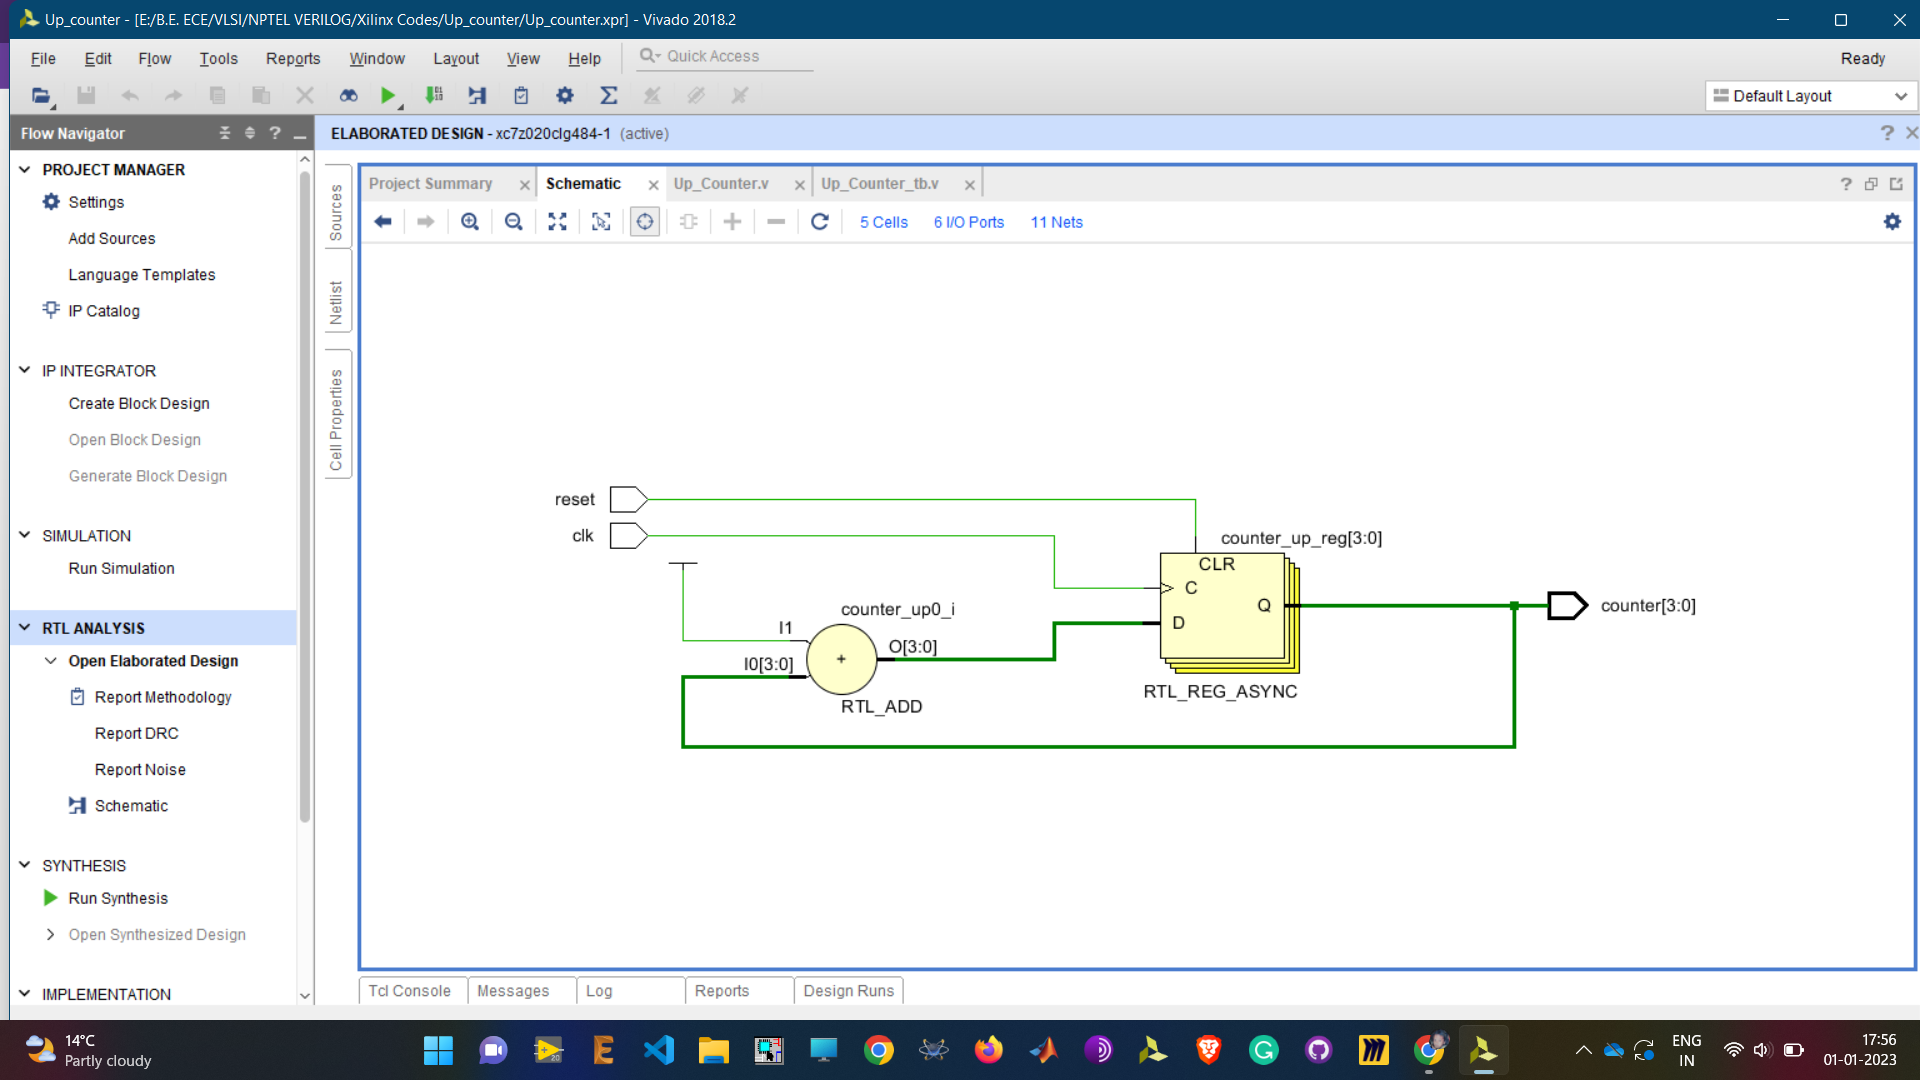 Up_counter - [E:/B.E. ECE/VLSI/NPTEL VERILOG/Xilinx Codes/Up_counter/Up_counter.xpr] - Vivado 2018.2
File Edit Flow Tools Reports Window Layout View Help Quick Access Ready
Default Layout
Flow Navigator
ELABORATED DESIGN - xc7z020clg484-1 (active)
PROJECT MANAGER
Settings
Add Sources
Language Templates
IP Catalog
IP INTEGRATOR
Create Block Design
Open Block Design
Generate Block Design
SIMULATION
Run Simulation
RTL ANALYSIS
Open Elaborated Design
Report Methodology
Report DRC
Report Noise
Schematic
SYNTHESIS
Run Synthesis
Open Synthesized Design
IMPLEMENTATION
Sources
Netlist
Cell Properties
Project Summary Schematic Up_Counter.v Up_Counter_tb.v
5 Cells 6 I/O Ports 11 Nets
reset
clk
counter_up_reg[3:0]
CLR
C
Q
D
counter[3:0]
RTL_REG_ASYNC
counter_up0_i
I1
I0[3:0]
+
O[3:0]
RTL_ADD
Tcl Console Messages Log Reports Design Runs
14°C
Partly cloudy
ENG
IN
17:56
01-01-2023